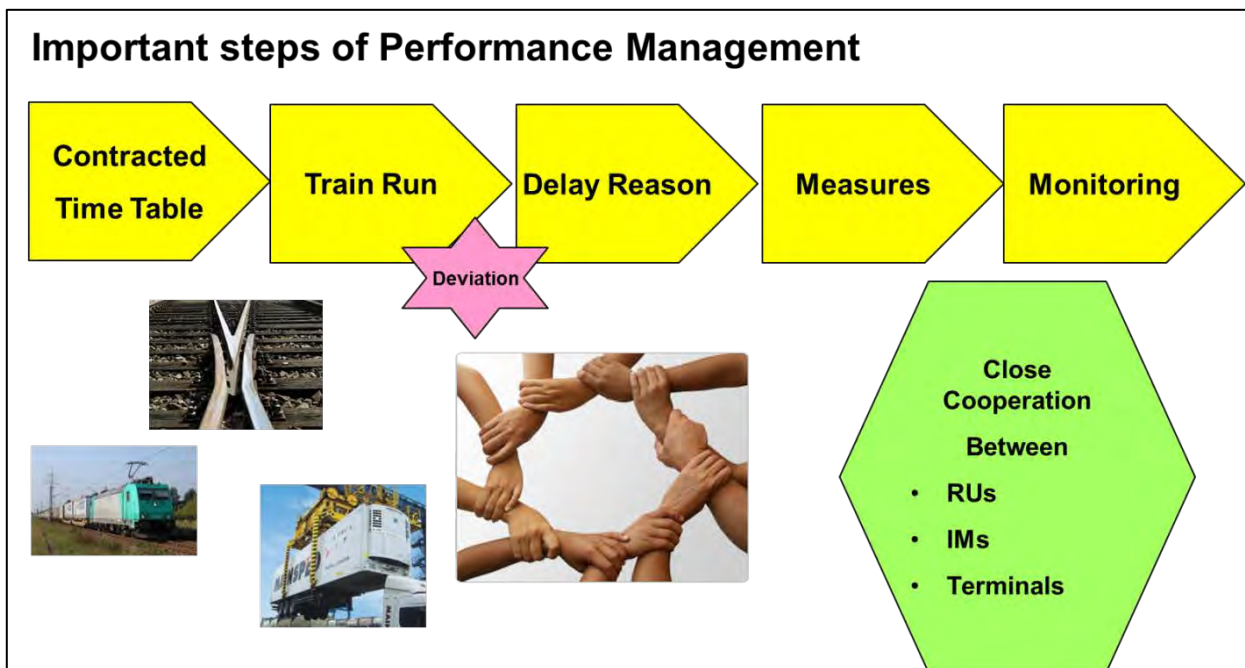 Important steps of Performance Management
Contracted
Time Table
Train Run
Delay Reason
Measures
Monitoring
Deviation
Close
Cooperation
Between
• RUs
• IMs
• Terminals